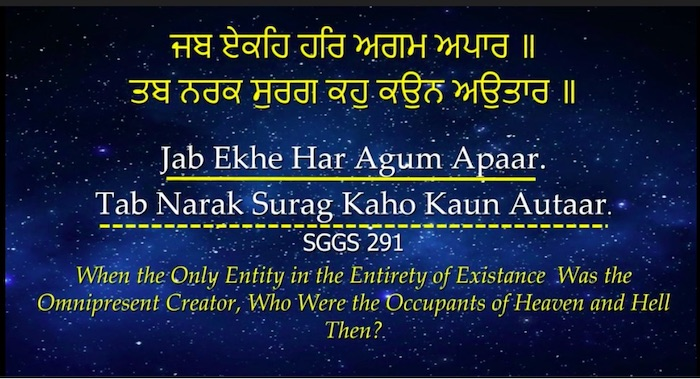 ਜਬ ਏਕਹਿ ਹਰਿ ਅਗਮ ਅਪਾਰ ॥
ਤਬ ਨਰਕ ਸੁਰਗ ਕਹੁ ਕਉਨ ਅਉਤਾਰ ॥
Jab Ekhe Har Agum Apaar.
Tab Narak Surag Kaho Kaun Autaar.
SGGS 291
When the Only Entity in the Entirety of Existance Was the
Omnipresent Creator, Who Were the Occupants of Heaven and Hell
Then?